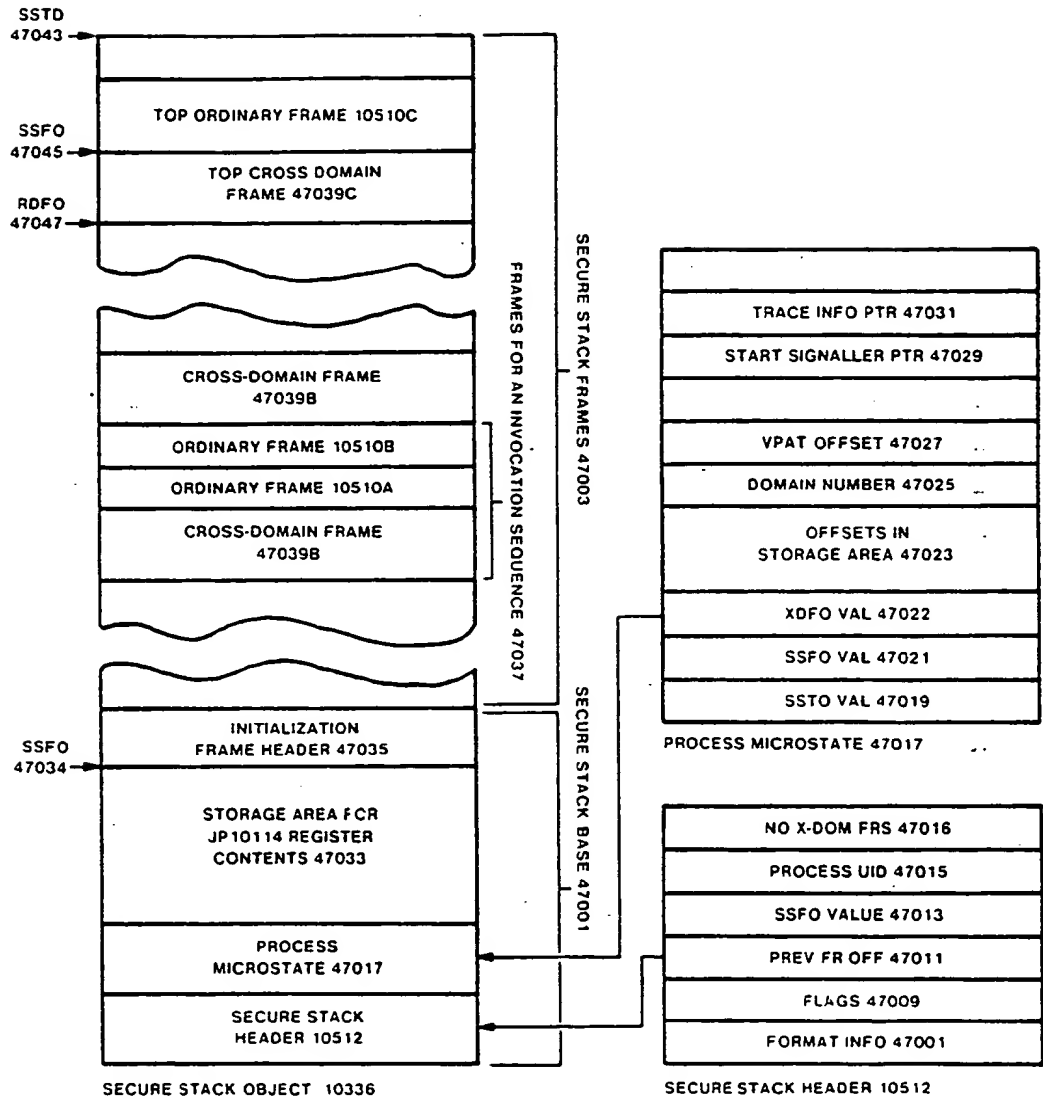 SSTD
47043
TOP ORDINARY FRAME 10510C
SSFO
47045
TOP CROSS DOMAIN
FRAME 47039C
RDFO
47047
CROSS-DOMAIN FRAME
47039B
ORDINARY FRAME 10510B
ORDINARY FRAME 10510A
CROSS-DOMAIN FRAME
47039B
INITIALIZATION
FRAME HEADER 47035
SSFO
47034
STORAGE AREA FCR
JP10114 REGISTER
CONTENTS 47033
PROCESS
MICROSTATE 47017
SECURE STACK
HEADER 10512
SECURE STACK OBJECT 10336
FRAMES FOR AN INVOCATION SEQUENCE 47037
SECURE STACK FRAMES 47003
SECURE STACK BASE 47001
TRACE INFO PTR 47031
START SIGNALLER PTR 47029
VPAT OFFSET 47027
DOMAIN NUMBER 47025
OFFSETS IN
STORAGE AREA 47023
XDFO VAL 47022
SSFO VAL 47021
SSTO VAL 47019
PROCESS MICROSTATE 47017
NO X-DOM FRS 47016
PROCESS UID 47015
SSFO VALUE 47013
PREV FR OFF 47011
FLAGS 47009
FORMAT INFO 47001
SECURE STACK HEADER 10512